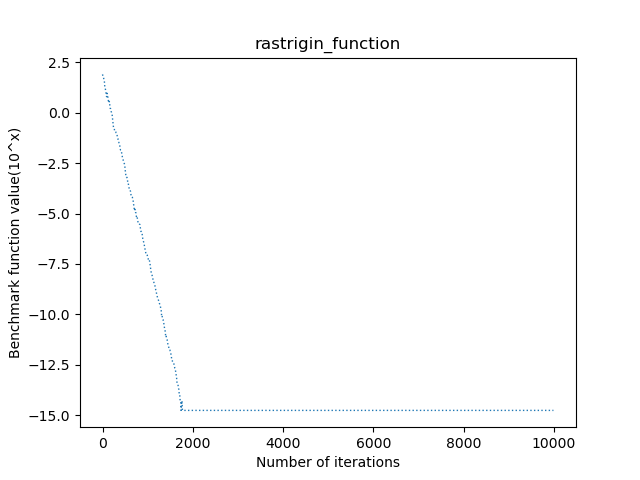 rastrigin_function
2.5
0.0
−2.5
−5.0
−7.5
−10.0
−12.5
−15.0
Benchmark function value(10^x)
0 2000 4000 6000 8000 10000
Number of iterations